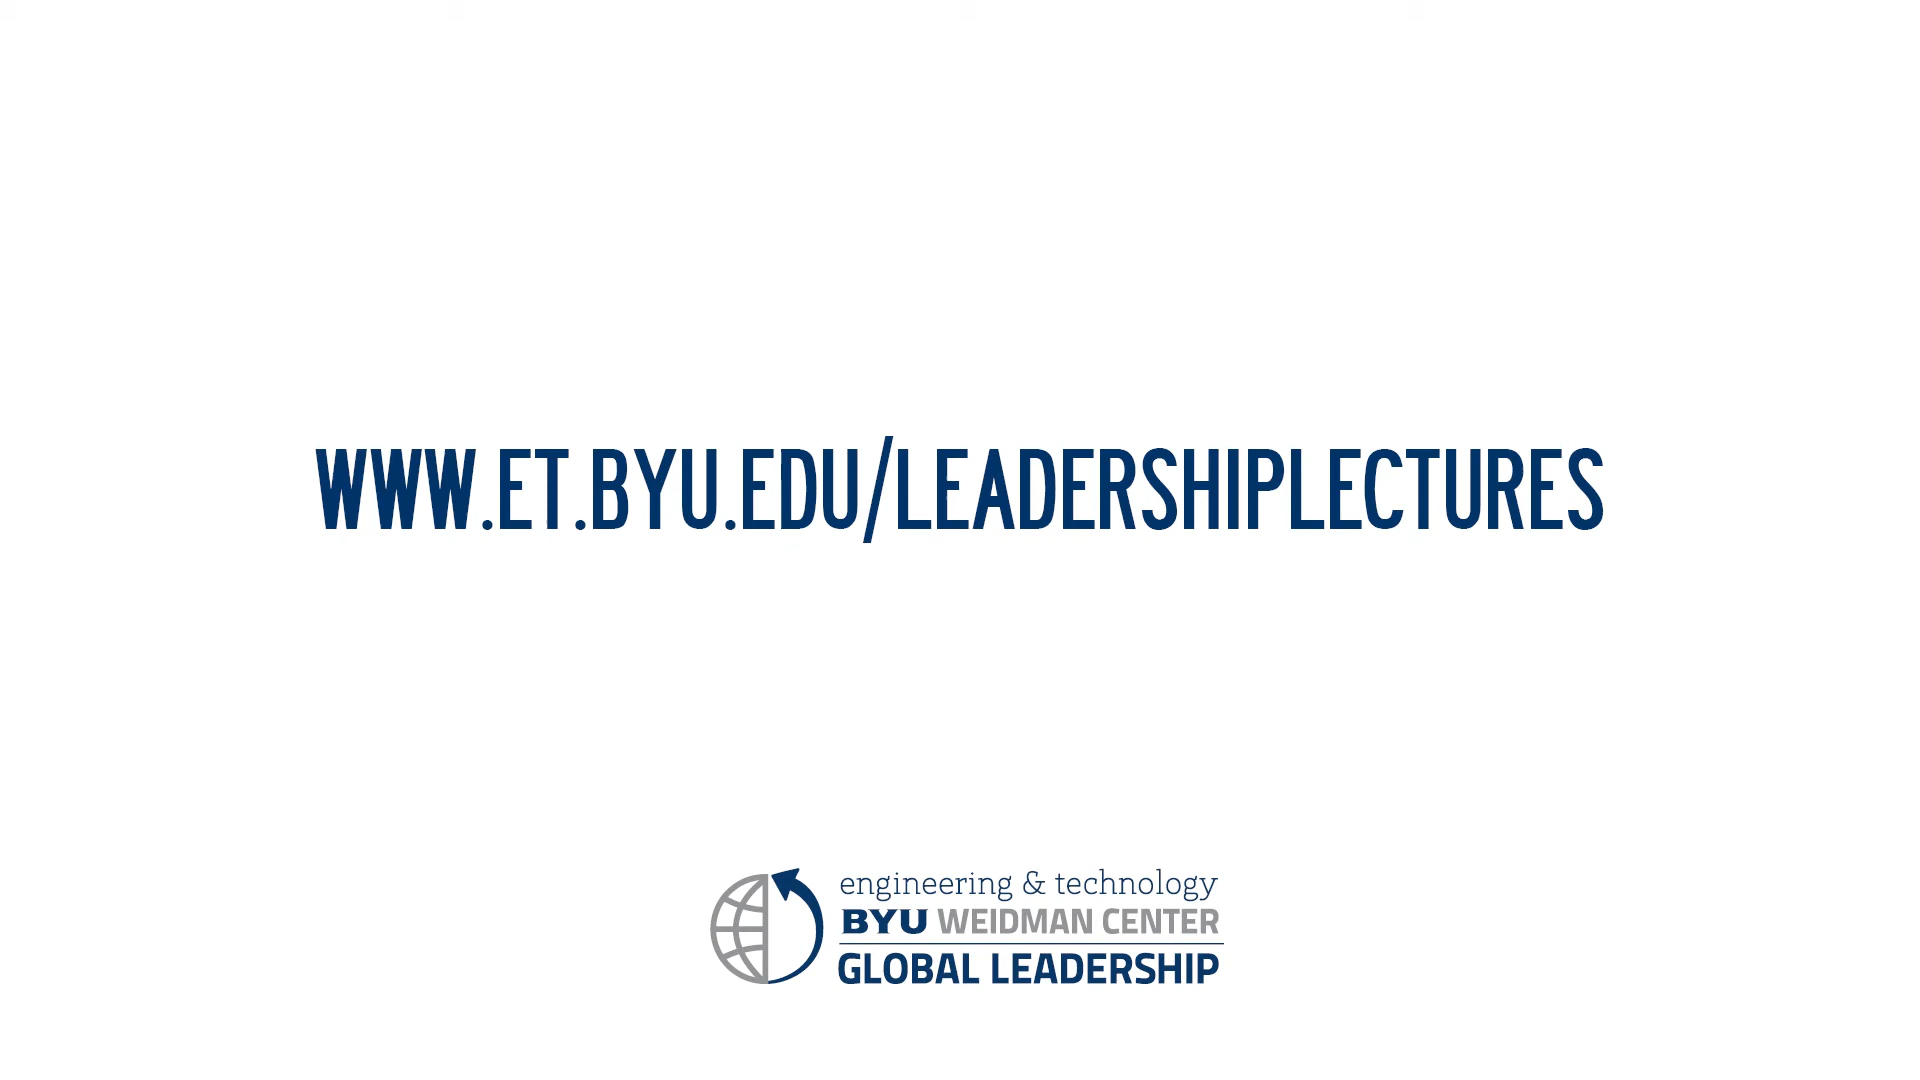 WWW.ET.BYU.EDU/LEADERSHIPLECTURES
engineering & technology
BYU WEIDMAN CENTER
GLOBAL LEADERSHIP